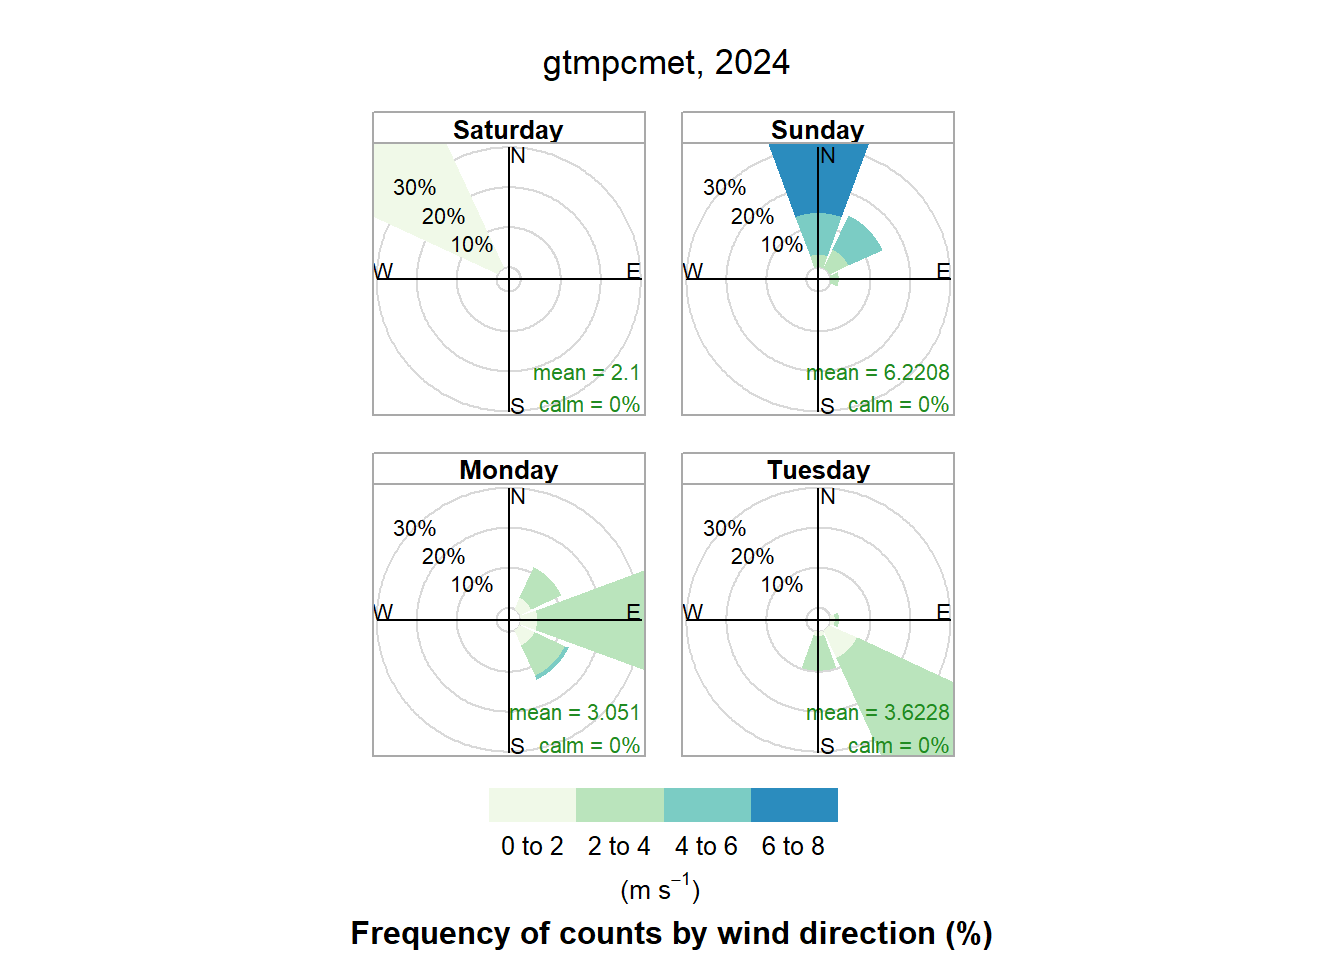 gtmpcmet, 2024
Saturday
N
30%
20%
10%
W
E
mean = 2.1
S
calm = 0%
Sunday
N
30%
20%
10%
W
E
mean = 6.2208
S
calm = 0%
Monday
N
30%
20%
10%
W
E
mean = 3.051
S
calm = 0%
Tuesday
N
30%
20%
10%
W
E
mean = 3.6228
S
calm = 0%
0 to 2 2 to 4 4 to 6 6 to 8
(m s⁻¹)
Frequency of counts by wind direction (%)